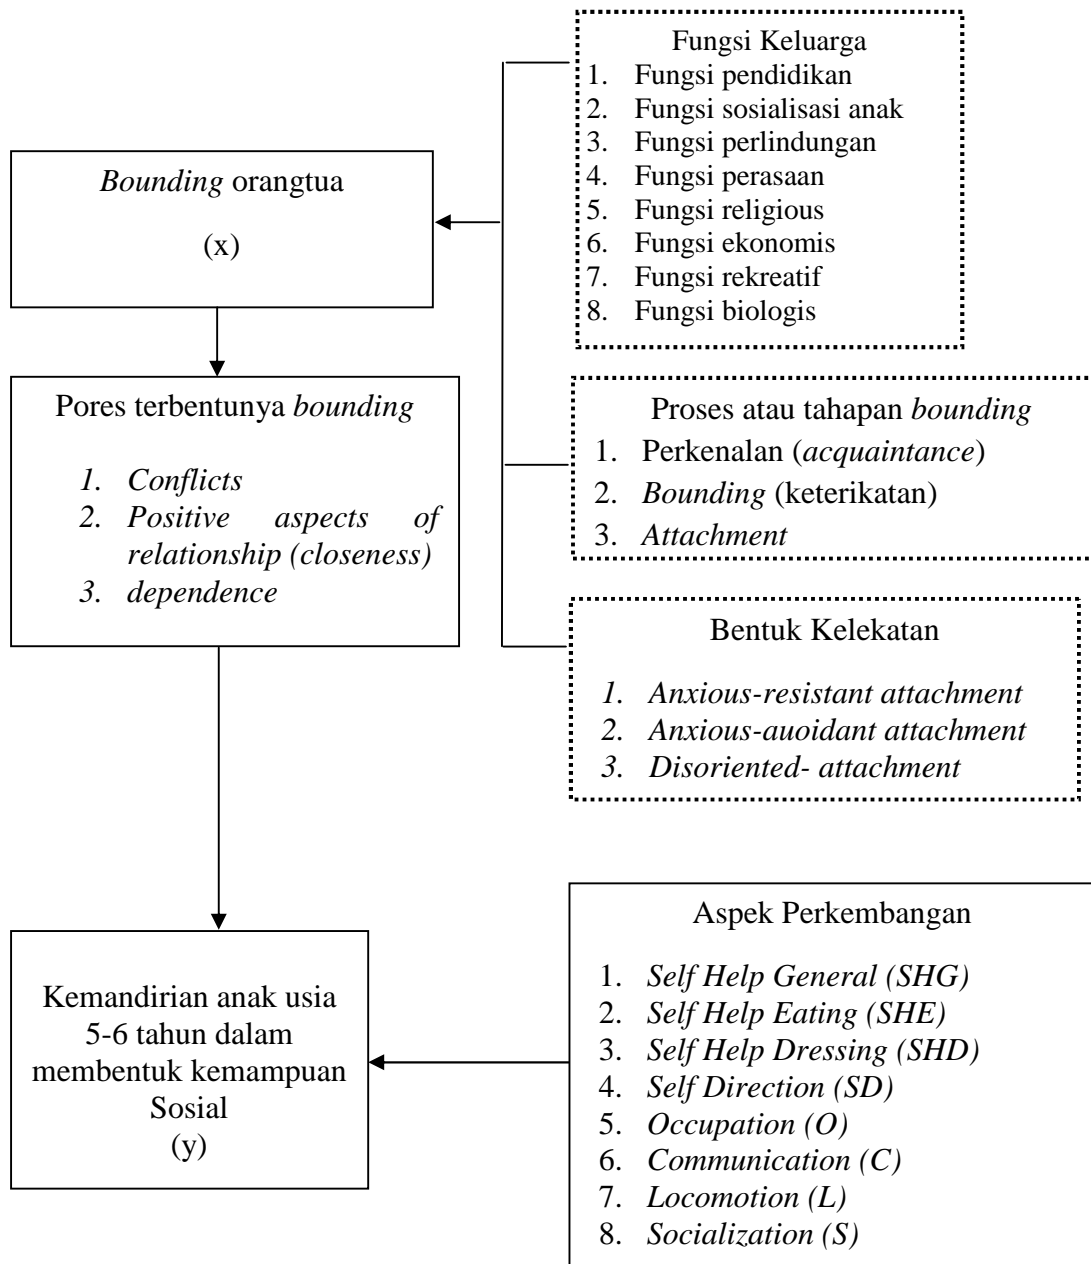 Fungsi Keluarga
1. Fungsi pendidikan
2. Fungsi sosialisasi anak
3. Fungsi perlindungan
4. Fungsi perasaan
5. Fungsi religious
6. Fungsi ekonomis
7. Fungsi rekreatif
8. Fungsi biologis
Bounding orangtua
(x)
Pores terbentunya bounding
1. Conflicts
2. Positive aspects of
relationship (closeness)
3. dependence
Proses atau tahapan bounding
1. Perkenalan (acquaintance)
2. Bounding (keterikatan)
3. Attachment
Bentuk Kelekatan
1. Anxious-resistant attachment
2. Anxious-auoidant attachment
3. Disoriented- attachment
Kemandirian anak usia
5-6 tahun dalam
membentuk kemampuan
Sosial
(y)
Aspek Perkembangan
1. Self Help General (SHG)
2. Self Help Eating (SHE)
3. Self Help Dressing (SHD)
4. Self Direction (SD)
5. Occupation (O)
6. Communication (C)
7. Locomotion (L)
8. Socialization (S)